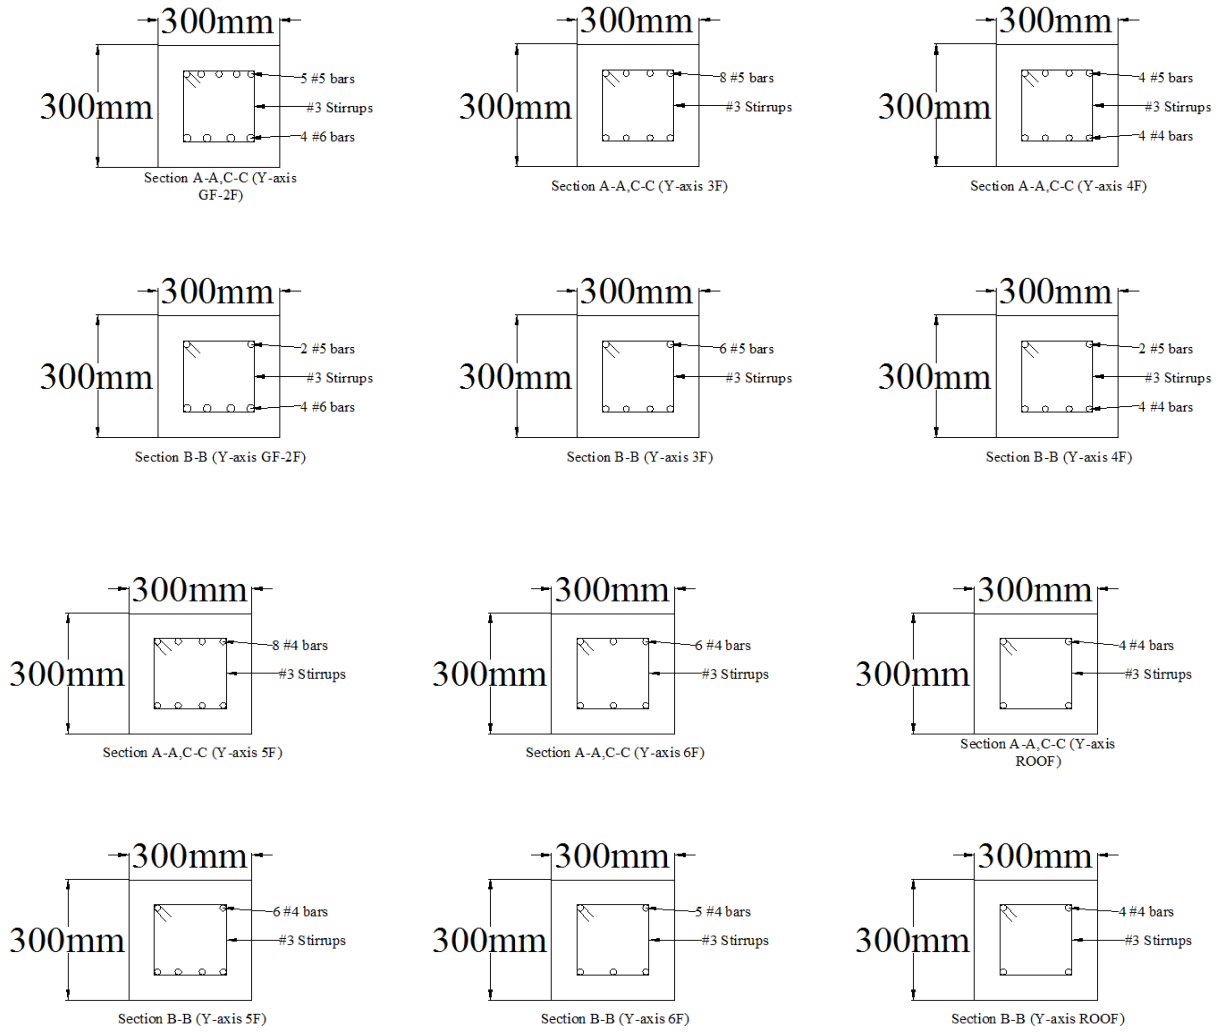 300mm
300mm
300mm
5 #5 bars
8 #5 bars
4 #5 bars
300mm
#3 Stirrups
300mm
#3 Stirrups
300mm
#3 Stirrups
4 #6 bars
4 #4 bars
Section A-A,C-C (Y-axis
GF-2F)
Section A-A,C-C (Y-axis 3F)
Section A-A,C-C (Y-axis 4F)
300mm
300mm
300mm
2 #5 bars
6 #5 bars
2 #5 bars
300mm
#3 Stirrups
300mm
#3 Stirrups
300mm
#3 Stirrups
4 #6 bars
4 #4 bars
Section B-B (Y-axis GF-2F)
Section B-B (Y-axis 3F)
Section B-B (Y-axis 4F)
300mm
300mm
300mm
8 #4 bars
6 #4 bars
4 #4 bars
300mm
#3 Stirrups
300mm
#3 Stirrups
300mm
#3 Stirrups
Section A-A,C-C (Y-axis 5F)
Section A-A,C-C (Y-axis 6F)
Section A-A,C-C (Y-axis
ROOF)
300mm
300mm
300mm
6 #4 bars
5 #4 bars
4 #4 bars
300mm
#3 Stirrups
300mm
#3 Stirrups
300mm
#3 Stirrups
Section B-B (Y-axis 5F)
Section B-B (Y-axis 6F)
Section B-B (Y-axis ROOF)